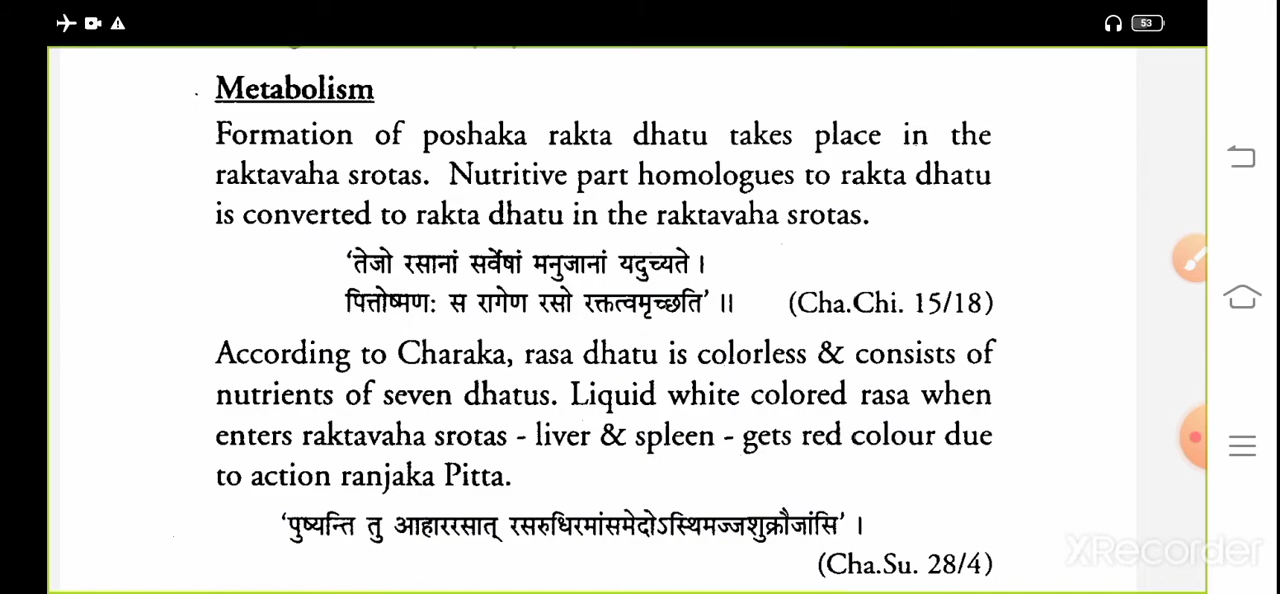 53
Metabolism
Formation of poshaka rakta dhatu takes place in the
raktavaha srotas. Nutritive part homologues to rakta dhatu
is converted to rakta dhatu in the raktavaha srotas.
‘तेजो रसानां सर्वेषां मनुजानां यदुच्यते ।
पित्तोष्मणः स रागेण रसो रक्तत्वमृच्छति’ ।। (Cha.Chi. 15/18)
According to Charaka, rasa dhatu is colorless & consists of
nutrients of seven dhatus. Liquid white colored rasa when
enters raktavaha srotas - liver & spleen - gets red colour due
to action ranjaka Pitta.
‘पुष्यन्ति तु आहाररसात् रसरुधिरमांसमेदोऽस्थिमज्जशुक्रौजांसि’ ।
(Cha.Su. 28/4)
XRecorder